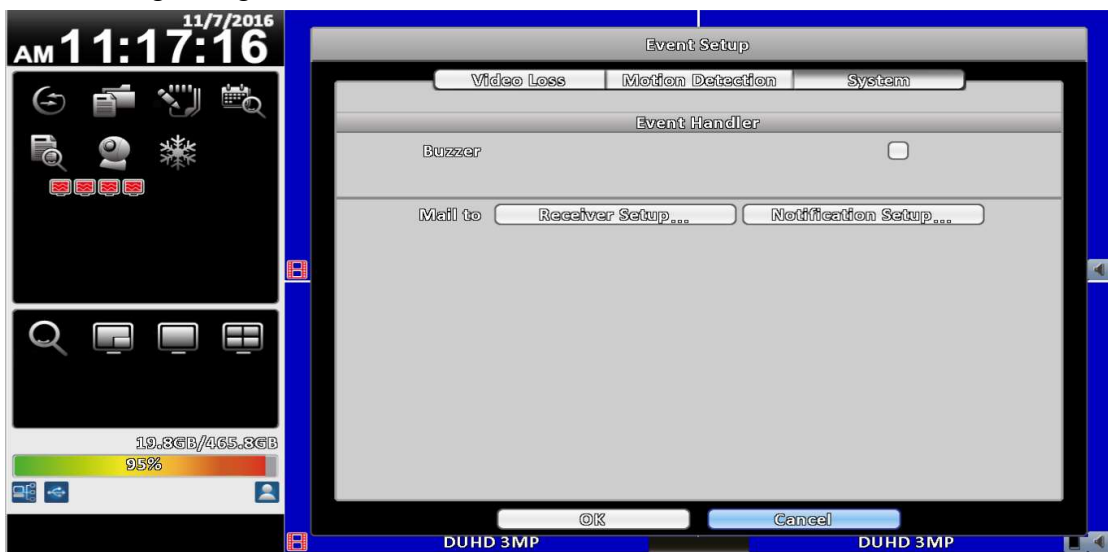 11/7/2016
AM 11:17:16
Event Setup
Video Loss Motion Detection System
Event Handler
Buzzer
Mail to Receiver Setup... Notification Setup...
19.8GB/465.8GB
95%
OK Cancel
DUHD 3MP DUHD 3MP